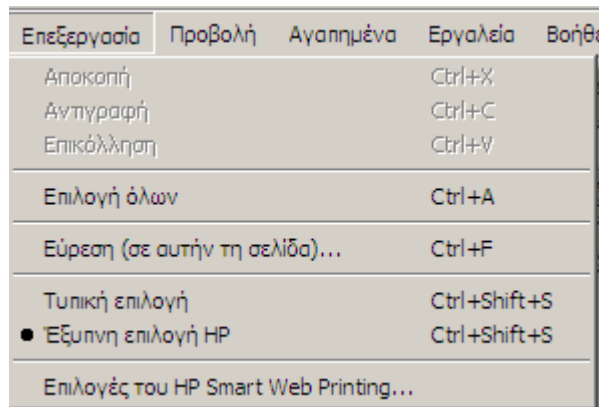 Επεξεργασία Προβολή Αγαπημένα Εργαλεία
Αποκοπή Ctrl+X
Αντιγραφή Ctrl+C
Επικόλληση Ctrl+V
Επιλογή όλων Ctrl+A
Εύρεση (σε αυτήν τη σελίδα)... Ctrl+F
Τυπική επιλογή Ctrl+Shift+S
Έξυπνη επιλογή HP Ctrl+Shift+S
Επιλογές του HP Smart Web Printing...